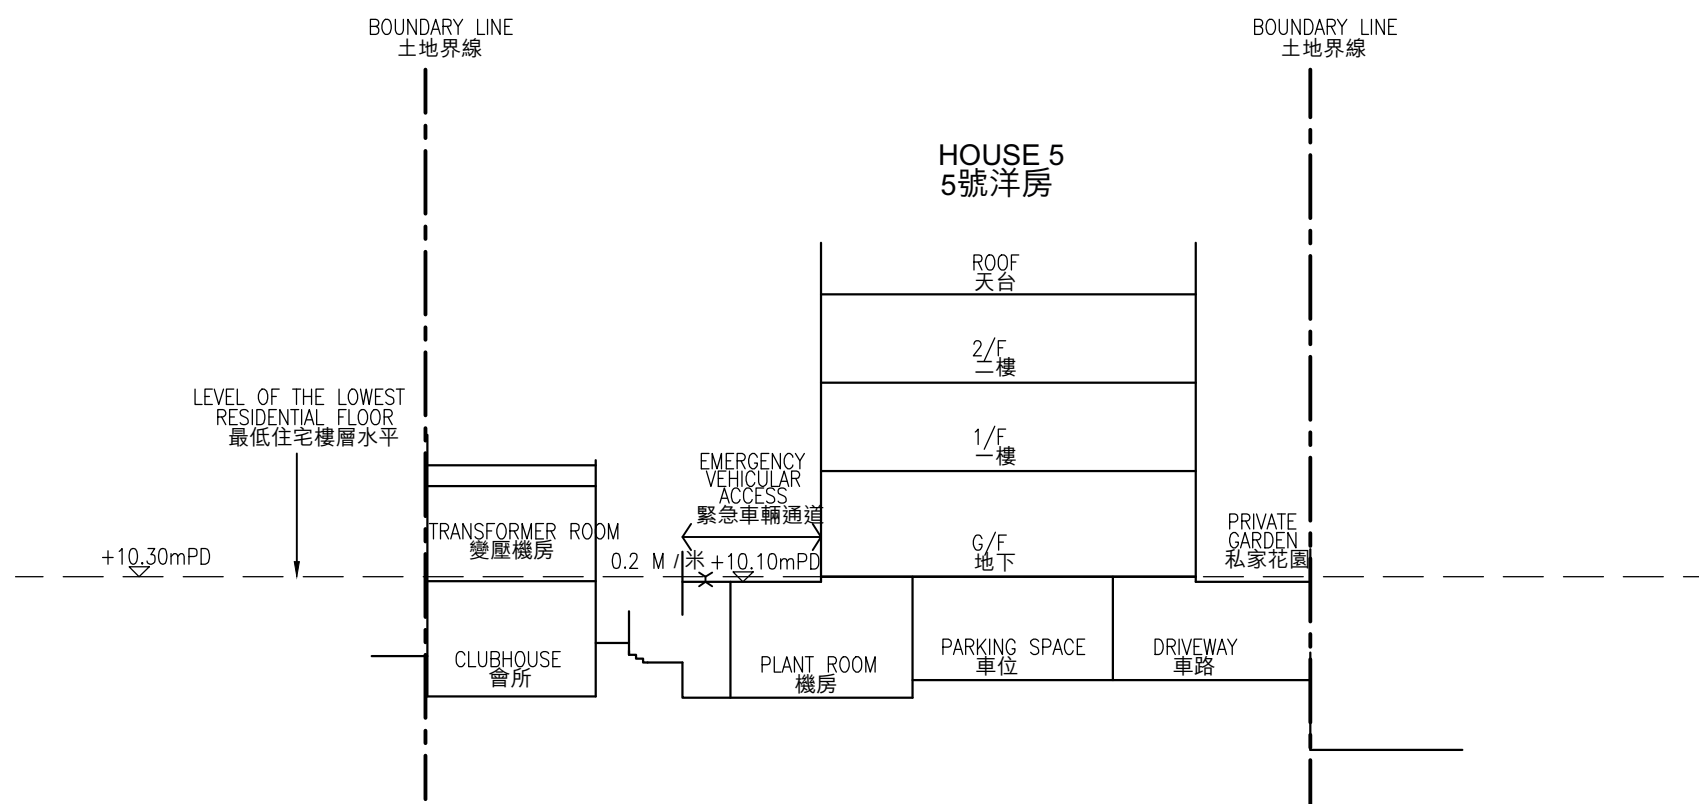 BOUNDARY LINE
土地界線
BOUNDARY LINE
土地界線
HOUSE 5
5號洋房
ROOF
天台
2/F
二樓
LEVEL OF THE LOWEST
RESIDENTIAL FLOOR
最低住宅樓層水平
1/F
一樓
EMERGENCY
VEHICULAR
ACCESS
緊急車輛通道
TRANSFORMER ROOM
變壓機房
PRIVATE
GARDEN
私家花園
G/F
地下
+10.30mPD
0.2 M / 米
+10.10mPD
CLUBHOUSE
會所
PLANT ROOM
機房
PARKING SPACE
車位
DRIVEWAY
車路